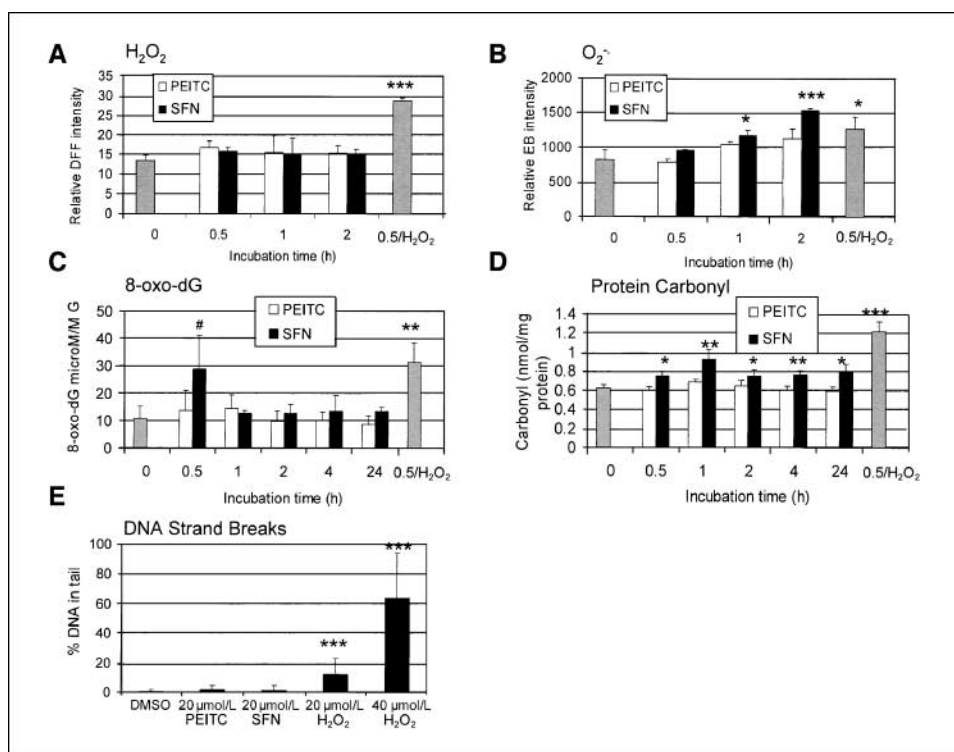 A
H₂O₂
PEITC
SFN
***
Relative DFF intensity
35
30
25
20
15
10
5
0
0 0.5 1 2 0.5/H₂O₂
Incubation time (h)
B
O₂⁻·
PEITC
SFN
* *** *
Relative EB intensity
2000
1500
1000
500
0
0 0.5 1 2 0.5/H₂O₂
Incubation time (h)
C
8-oxo-dG
PEITC
SFN
# **
8-oxo-dG microM/M G
50
40
30
20
10
0
0 0.5 1 2 4 24 0.5/H₂O₂
Incubation time (h)
D
Protein Carbonyl
PEITC
SFN
* ** * ** * ***
Carbonyl (nmol/mg
protein)
1.4
1.2
1
0.8
0.6
0.4
0.2
0
0 0.5 1 2 4 24 0.5/H₂O₂
Incubation time (h)
E
DNA Strand Breaks
*** ***
% DNA in tail
100
80
60
40
20
0
DMSO 20 µmol/L 20 µmol/L 20 µmol/L 40 µmol/L
PEITC SFN H₂O₂ H₂O₂